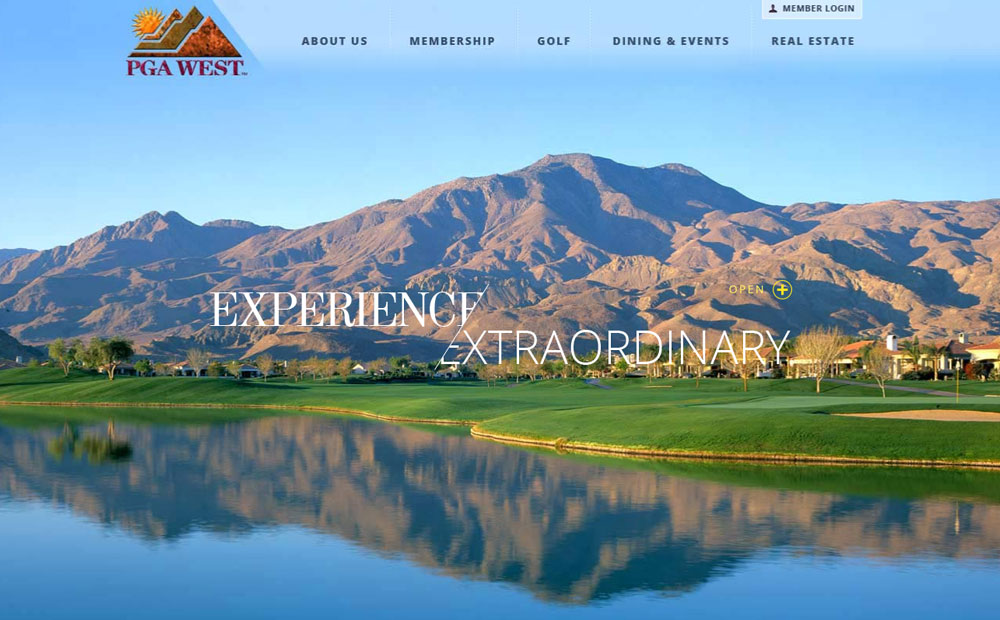 MEMBER LOGIN
PGA WEST™
ABOUT US
MEMBERSHIP
GOLF
DINING & EVENTS
REAL ESTATE
OPEN
EXPERIENCE
EXTRAORDINARY